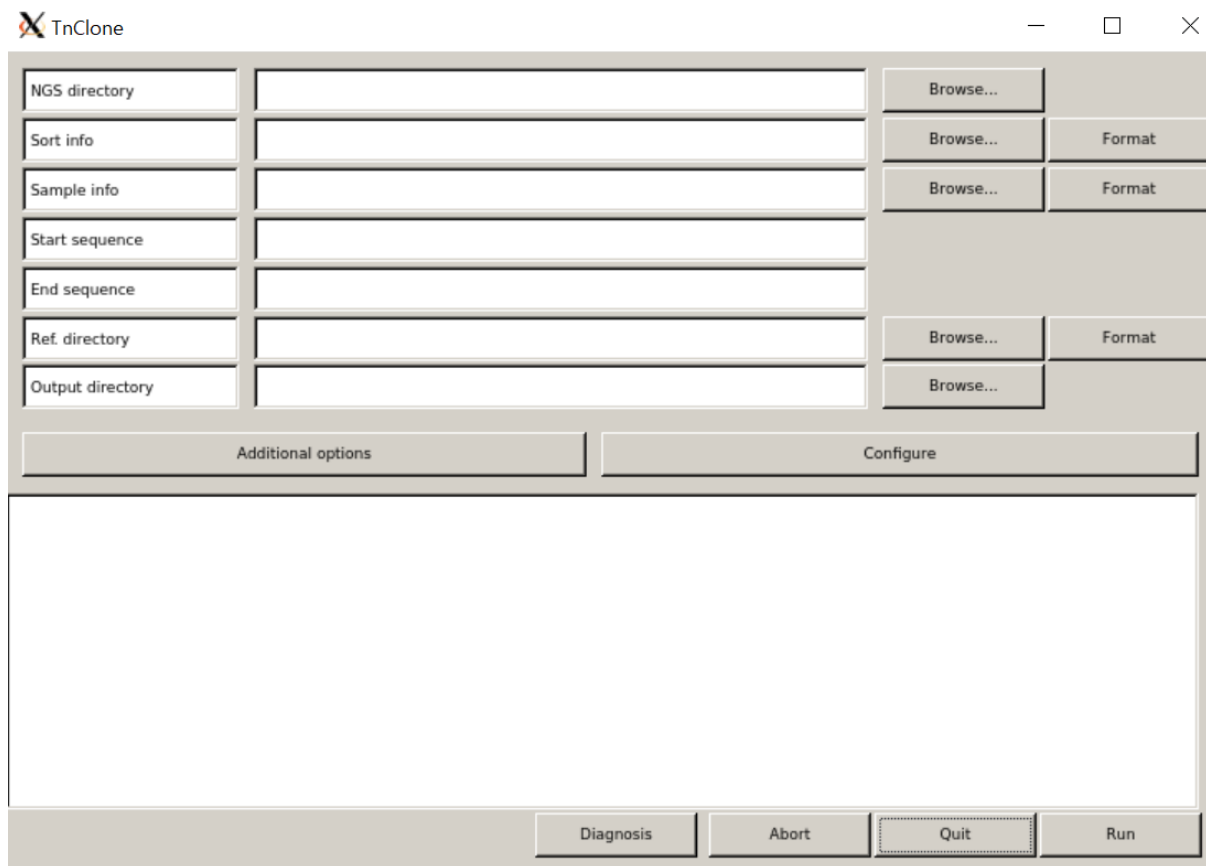 TnClone
NGS directory Browse...
Sort info Browse... Format
Sample info Browse... Format
Start sequence
End sequence
Ref. directory Browse... Format
Output directory Browse...
Additional options Configure
Diagnosis Abort Quit Run